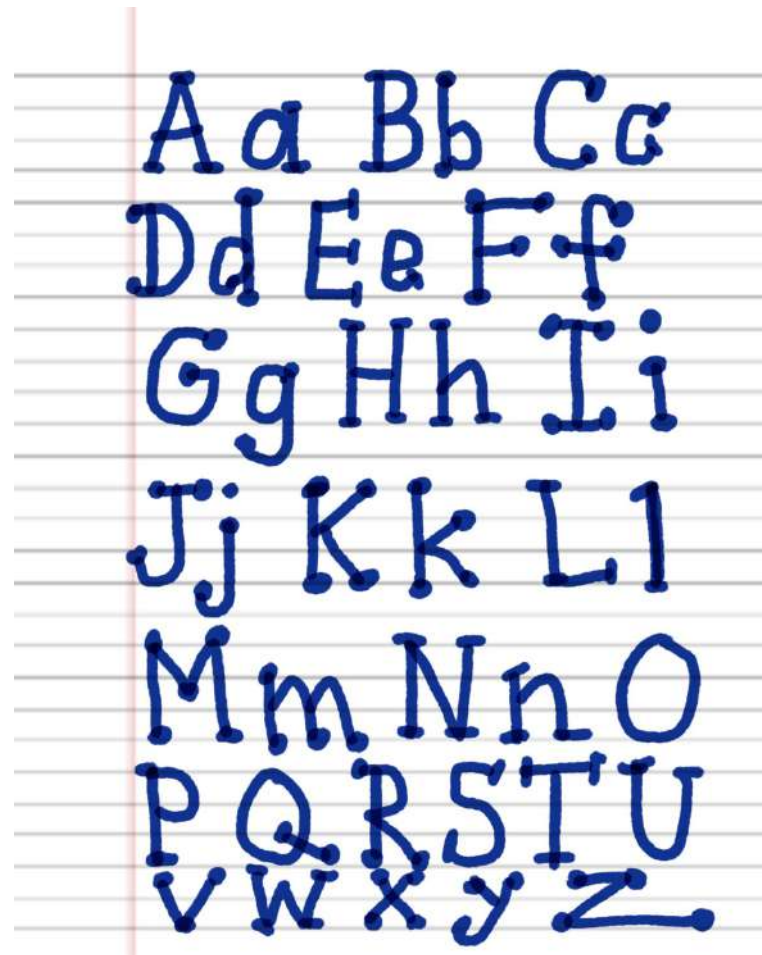 Aa Bb Cc
Dd Ee Ff
Gg Hh Ii
Jj Kk Ll
Mm Nn O
P Q R S T U
V W X y Z